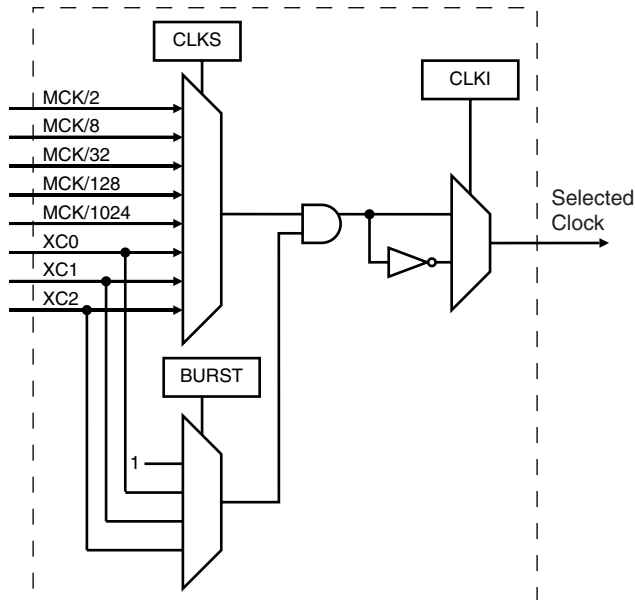 CLKS
CLKI
MCK/2
MCK/8
MCK/32
MCK/128
MCK/1024
XC0
XC1
XC2
Selected
Clock
BURST
1